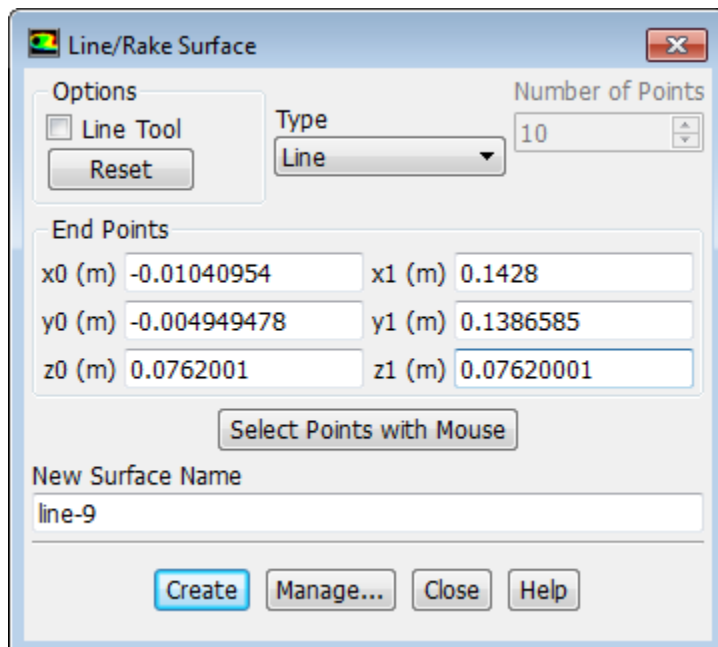 Line/Rake Surface
Options
Line Tool
Reset
Type
Line
Number of Points
10
End Points
x0 (m) -0.01040954 x1 (m) 0.1428
y0 (m) -0.004949478 y1 (m) 0.1386585
z0 (m) 0.0762001 z1 (m) 0.07620001
Select Points with Mouse
New Surface Name
line-9
Create Manage... Close Help